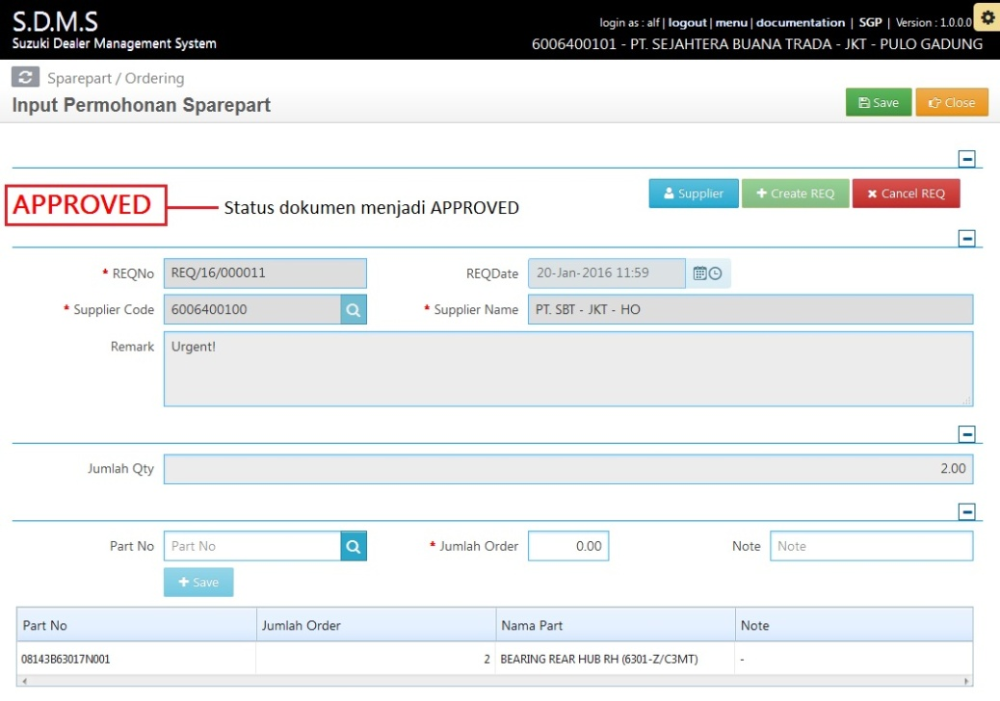 S.D.M.S
Suzuki Dealer Management System
login as : alf | logout | menu | documentation | SGP | Version : 1.0.0.0
6006400101 - PT. SEJAHTERA BUANA TRADA - JKT - PULO GADUNG
Sparepart / Ordering
Input Permohonan Sparepart
Save
Close
APPROVED
Status dokumen menjadi APPROVED
Supplier
+ Create REQ
× Cancel REQ
* REQNo
REQ/16/000011
REQDate
20-Jan-2016 11:59
* Supplier Code
6006400100
* Supplier Name
PT. SBT - JKT - HO
Remark
Urgent!
Jumlah Qty
2.00
Part No
Part No
* Jumlah Order
0.00
Note
Note
+ Save
Part No Jumlah Order Nama Part Note
08143B63017N001 2 BEARING REAR HUB RH (6301-Z/C3MT) -